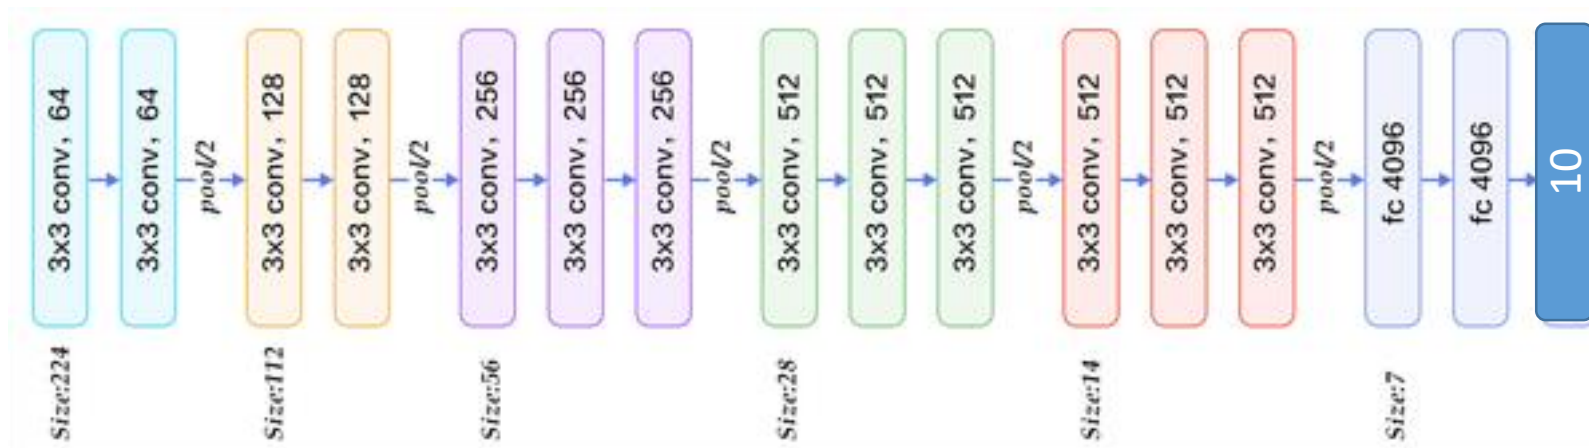 3x3 conv, 64
3x3 conv, 64
pool/2
3x3 conv, 128
3x3 conv, 128
pool/2
3x3 conv, 256
3x3 conv, 256
3x3 conv, 256
pool/2
3x3 conv, 512
3x3 conv, 512
3x3 conv, 512
pool/2
3x3 conv, 512
3x3 conv, 512
3x3 conv, 512
pool/2
fc 4096
fc 4096
10
Size:224
Size:112
Size:56
Size:28
Size:14
Size:7